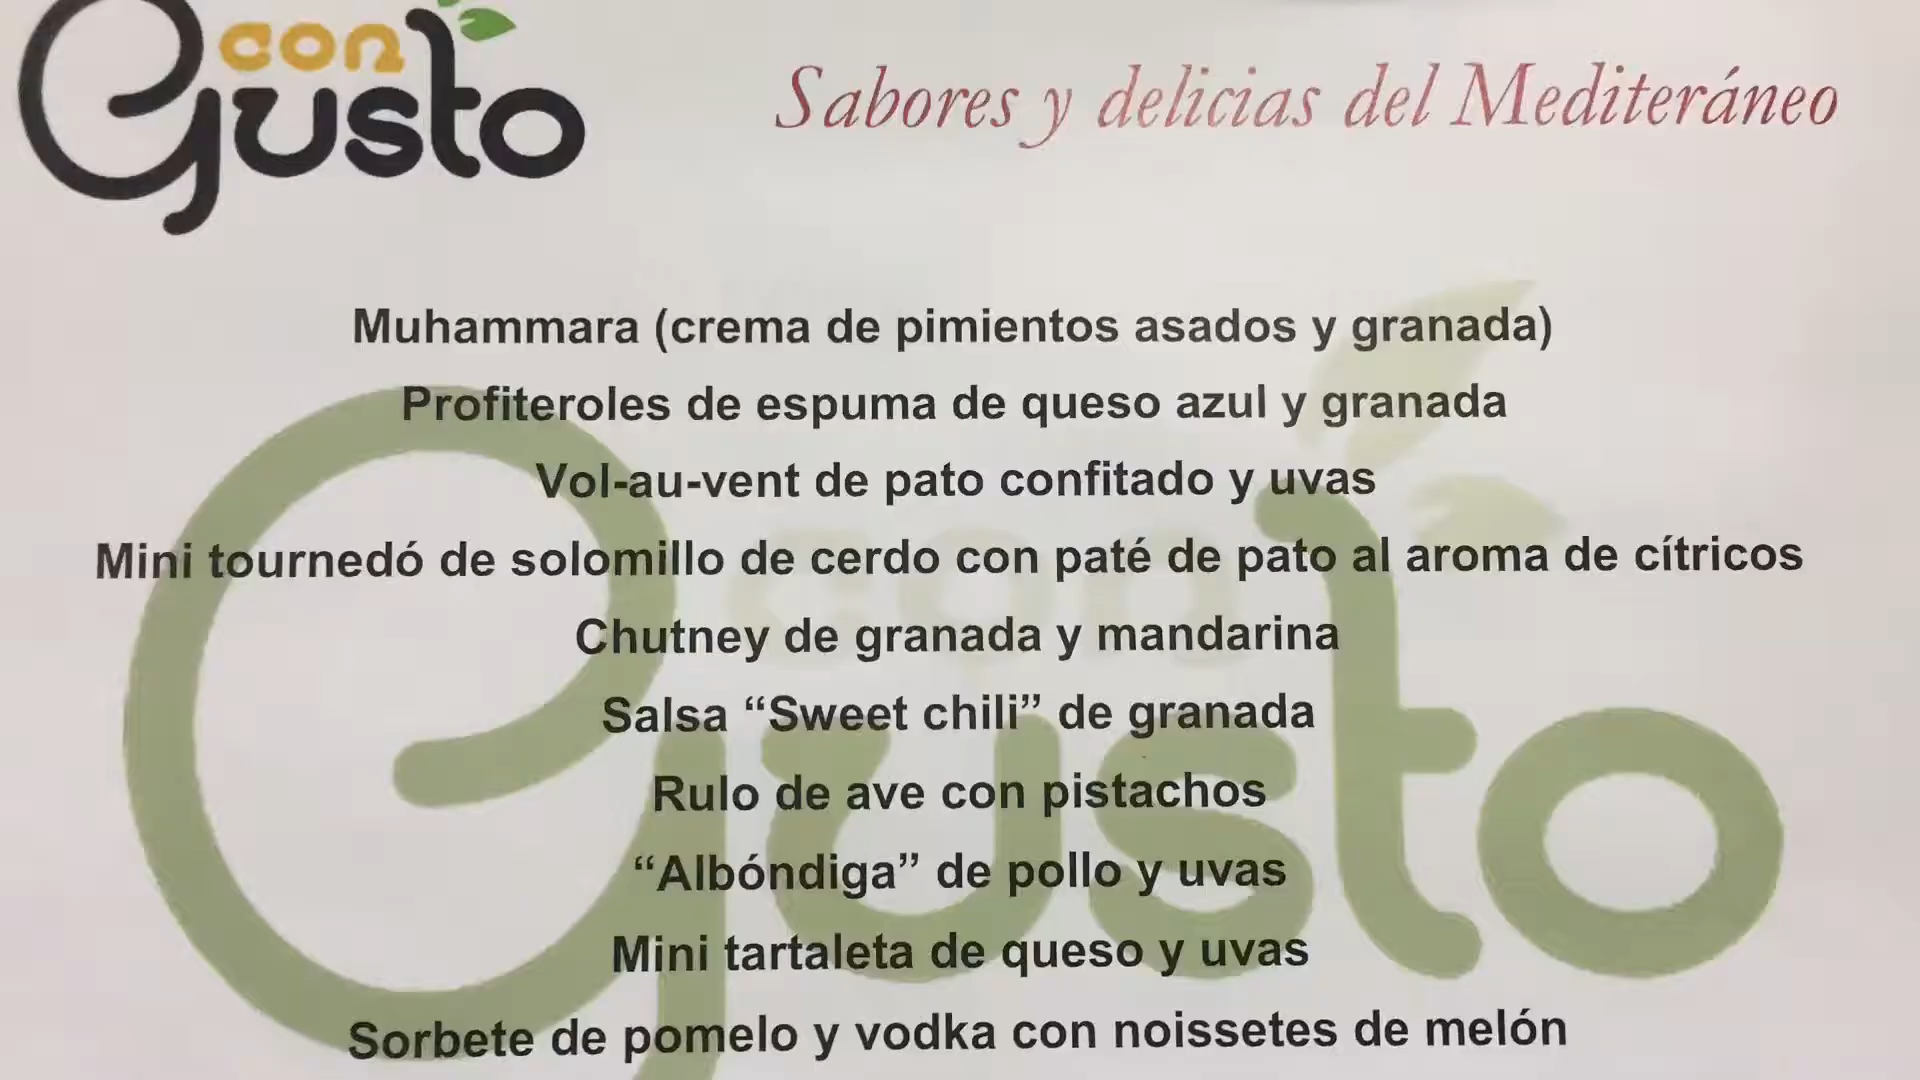 con
Gusto
Sabores y delicias del Mediteráneo
Muhammara (crema de pimientos asados y granada)
Profiteroles de espuma de queso azul y granada
Vol-au-vent de pato confitado y uvas
Mini tournedó de solomillo de cerdo con paté de pato al aroma de cítricos
Chutney de granada y mandarina
Salsa “Sweet chili” de granada
Rulo de ave con pistachos
“Albóndiga” de pollo y uvas
Mini tartaleta de queso y uvas
Sorbete de pomelo y vodka con noissetes de melón
con
Gusto